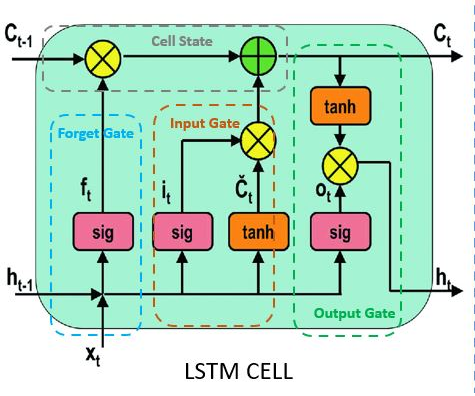 Cₜ₋₁
Cell State
Cₜ
tanh
Forget Gate
Input Gate
fₜ
iₜ
Čₜ
oₜ
sig
sig
tanh
sig
hₜ₋₁
hₜ
Output Gate
xₜ
LSTM CELL